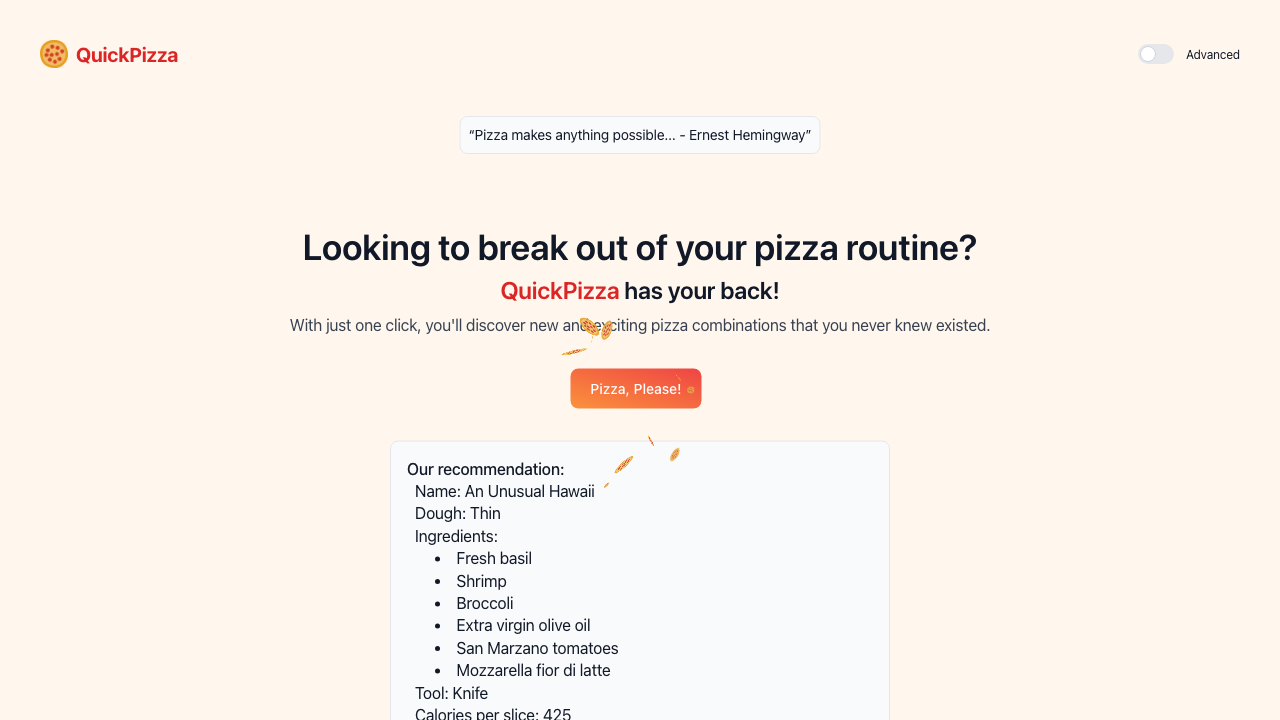 QuickPizza
Advanced
“Pizza makes anything possible... - Ernest Hemingway”
Looking to break out of your pizza routine?
QuickPizza has your back!
With just one click, you'll discover new and exciting pizza combinations that you never knew existed.
Pizza, Please!
Our recommendation:
Name: An Unusual Hawaii
Dough: Thin
Ingredients:
• Fresh basil
• Shrimp
• Broccoli
• Extra virgin olive oil
• San Marzano tomatoes
• Mozzarella fior di latte
Tool: Knife
Calories per slice: 425